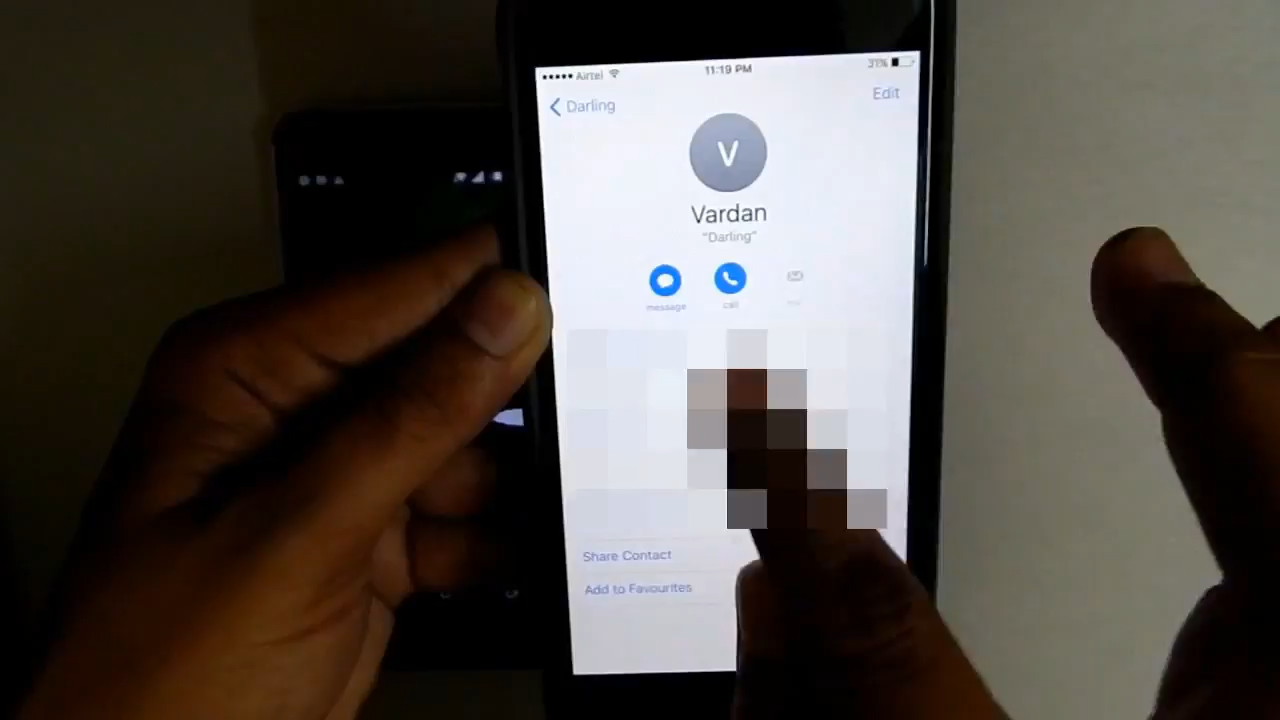 Airtel 11:19 PM 31%
Darling Edit
V
Vardan
"Darling"
message call
Share Contact
Add to Favourites